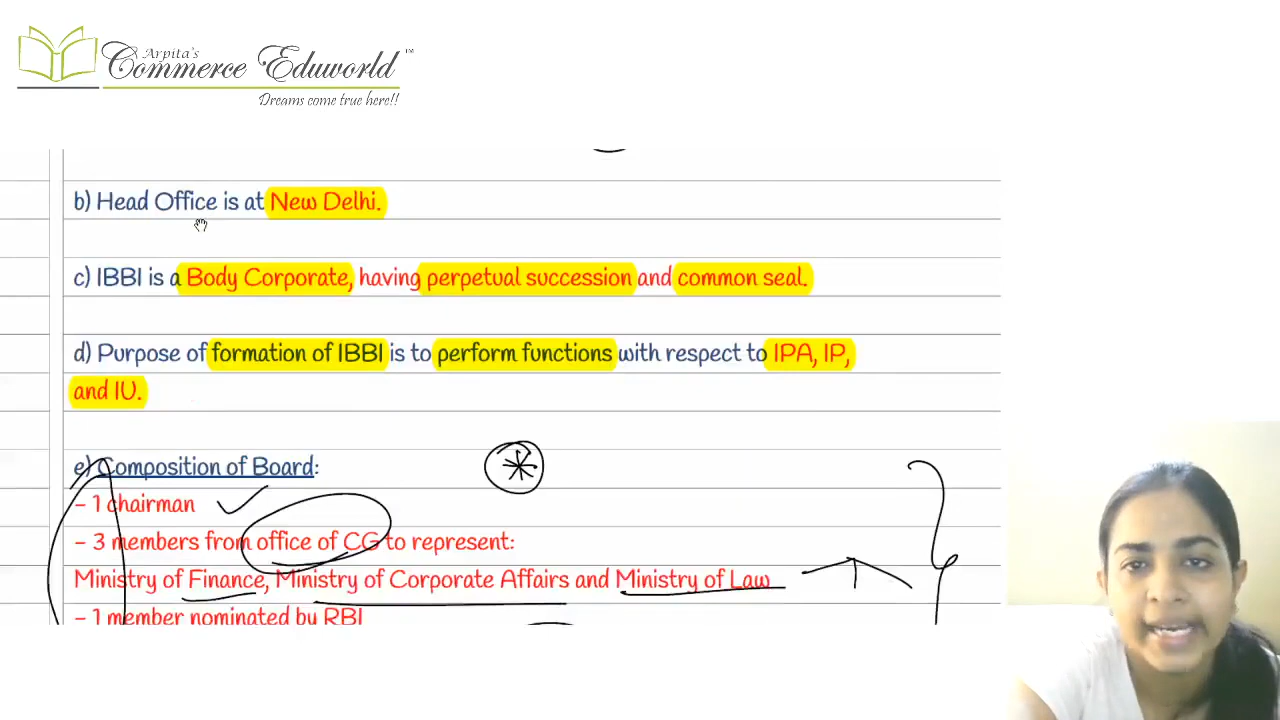 Arpita's
Commerce Eduworld™
Dreams come true here!!
b) Head Office is at New Delhi.
c) IBBI is a Body Corporate, having perpetual succession and common seal.
d) Purpose of formation of IBBI is to perform functions with respect to IPA, IP,
and IU.
e) Composition of Board:
- 1 chairman
- 3 members from office of CG to represent:
Ministry of Finance, Ministry of Corporate Affairs and Ministry of Law
- 1 member nominated by RBI